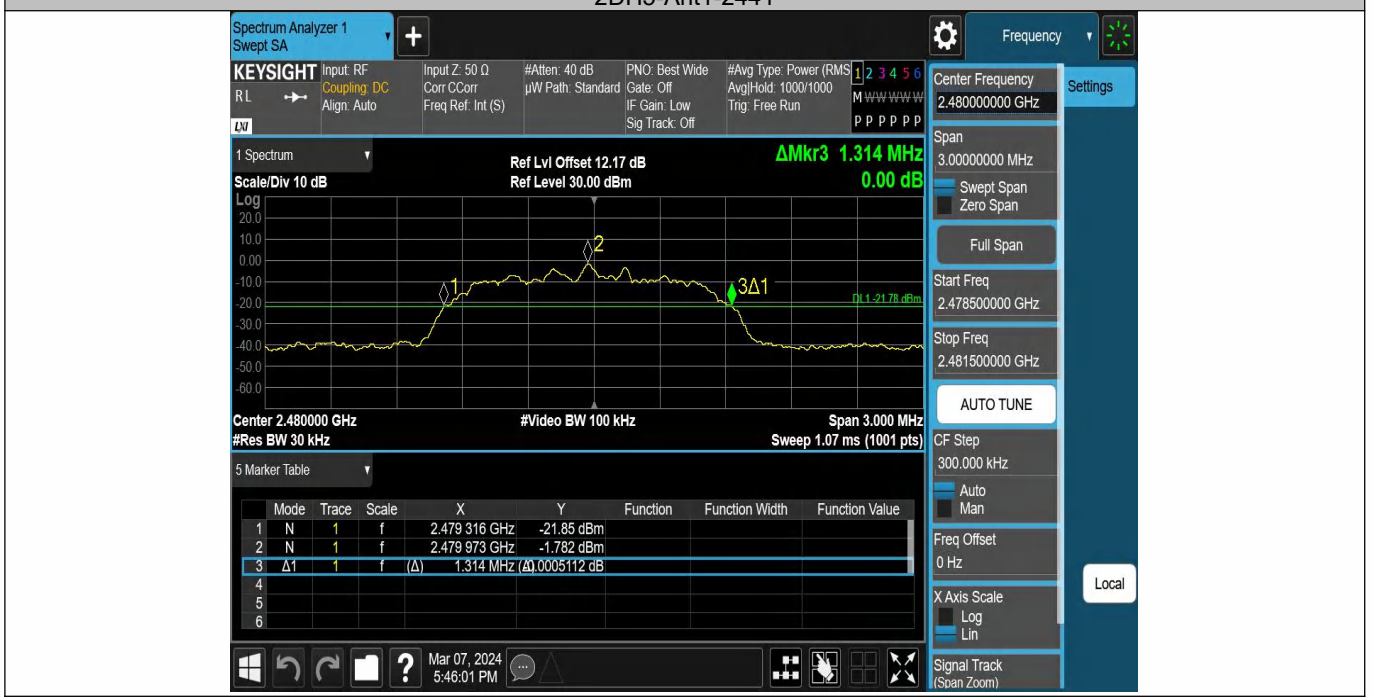 Spectrum Analyzer 1
Swept SA
Frequency
KEYSIGHT
RL
LXI
Input: RF
Coupling: DC
Align: Auto
Input Z: 50 Ω
Corr CCorr
Freq Ref: Int (S)
#Atten: 40 dB
µW Path: Standard
PNO: Best Wide
Gate: Off
IF Gain: Low
Sig Track: Off
#Avg Type: Power (RMS
Avg|Hold: 1000/1000
Trig: Free Run
1 2 3 4 5 6
M W W W W W
P P P P P P
Center Frequency
2.480000000 GHz
Settings
1 Spectrum
Scale/Div 10 dB
Ref Lvl Offset 12.17 dB
Ref Level 30.00 dBm
ΔMkr3 1.314 MHz
0.00 dB
Span
3.00000000 MHz
Swept Span
Zero Span
Full Span
Start Freq
2.478500000 GHz
Stop Freq
2.481500000 GHz
AUTO TUNE
CF Step
300.000 kHz
Auto
Man
Freq Offset
0 Hz
X Axis Scale
Log
Lin
Signal Track
(Span Zoom)
Local
Log
20.0
10.0
0.00
-10.0
-20.0
-30.0
-40.0
-50.0
-60.0
1
2
3Δ1
DL1 -21.78 dBm
Center 2.480000 GHz
#Video BW 100 kHz
Span 3.000 MHz
#Res BW 30 kHz
Sweep 1.07 ms (1001 pts)
5 Marker Table
Mode Trace Scale X Y Function Function Width Function Value
1 N 1 f 2.479 316 GHz -21.85 dBm
2 N 1 f 2.479 973 GHz -1.782 dBm
3 Δ1 1 f (Δ) 1.314 MHz (Δ) 0.0005112 dB
4
5
6
Mar 07, 2024
5:46:01 PM